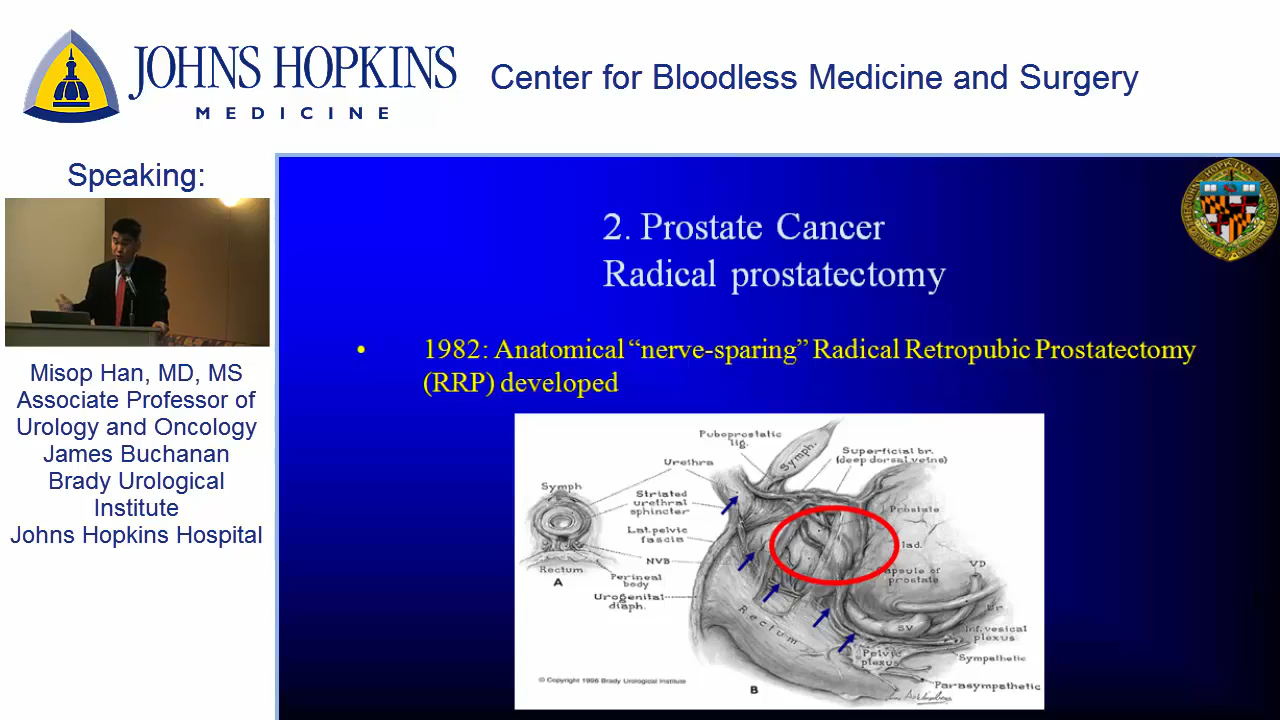 JOHNS HOPKINS
MEDICINE
Center for Bloodless Medicine and Surgery
Speaking:
Misop Han, MD, MS
Associate Professor of
Urology and Oncology
James Buchanan
Brady Urological
Institute
Johns Hopkins Hospital
2. Prostate Cancer
Radical prostatectomy
• 1982: Anatomical “nerve-sparing” Radical Retropubic Prostatectomy
(RRP) developed
Puboprostatic
lig.
Symph.
Superficial br.
(deep dorsal veins)
Urethra
Symph
Striated
urethral
sphincter
Prostate
Lat. pelvic
fascia
lad.
NVB
Capsule of
prostate
VD
Rectum
Perineal
body
A
Urogenital
diaph.
Ur.
Rectum
SV
Inf. vesical
plexus
Pelvic
plexus
Sympathetic
Parasympathetic
© Copyright 1996 Brady Urological Institute
B